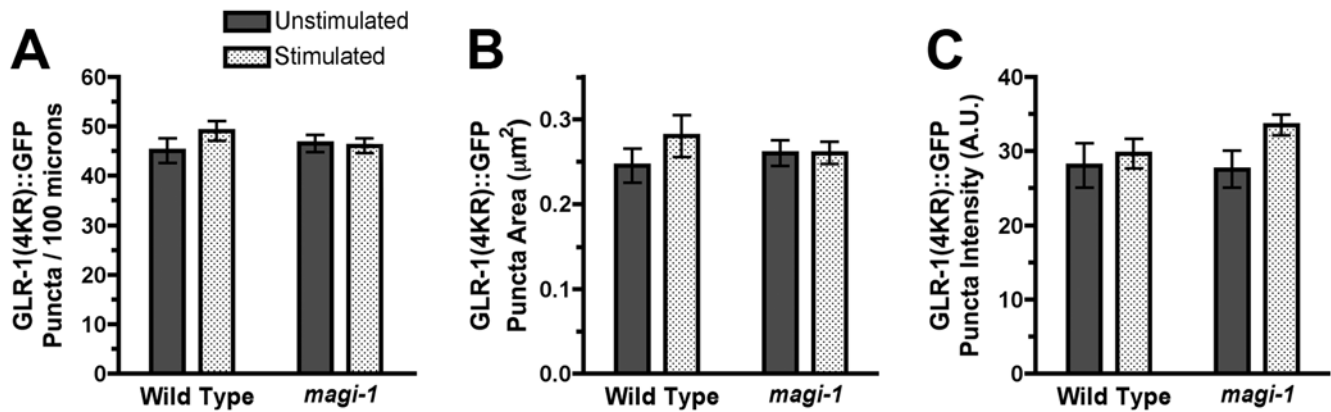 Unstimulated
Stimulated
A
GLR-1(4KR)::GFP
Puncta / 100 microns
60
50
40
30
20
10
0
Wild Type
magi-1
B
GLR-1(4KR)::GFP
Puncta Area (μm²)
0.3
0.2
0.1
0.0
Wild Type
magi-1
C
GLR-1(4KR)::GFP
Puncta Intensity (A.U.)
40
30
20
10
0
Wild Type
magi-1